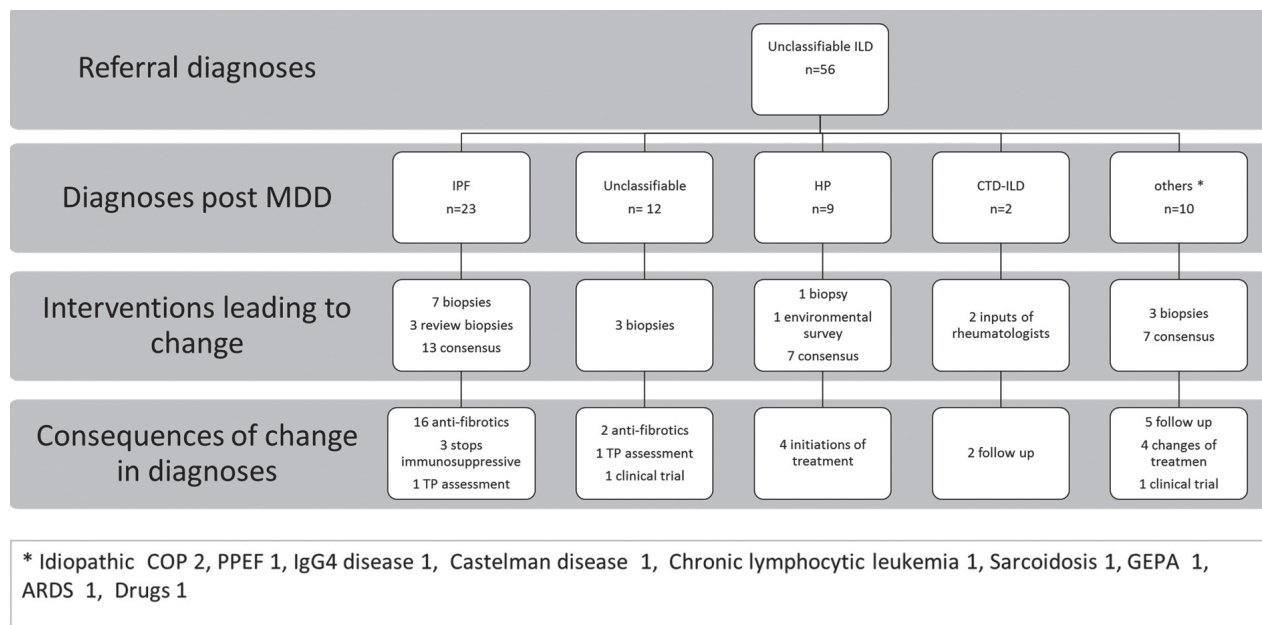 Referral diagnoses
Unclassifiable ILD
n=56
Diagnoses post MDD
IPF
n=23
Unclassifiable
n= 12
HP
n=9
CTD-ILD
n=2
others *
n=10
Interventions leading to
change
7 biopsies
3 review biopsies
13 consensus
3 biopsies
1 biopsy
1 environmental
survey
7 consensus
2 inputs of
rheumatologists
3 biopsies
7 consensus
Consequences of change
in diagnoses
16 anti-fibrotics
3 stops
immunosuppressive
1 TP assessment
2 anti-fibrotics
1 TP assessment
1 clinical trial
4 initiations of
treatment
2 follow up
5 follow up
4 changes of
treatmen
1 clinical trial
* Idiopathic COP 2, PPEF 1, IgG4 disease 1, Castelman disease 1, Chronic lymphocytic leukemia 1, Sarcoidosis 1, GEPA 1,
ARDS 1, Drugs 1